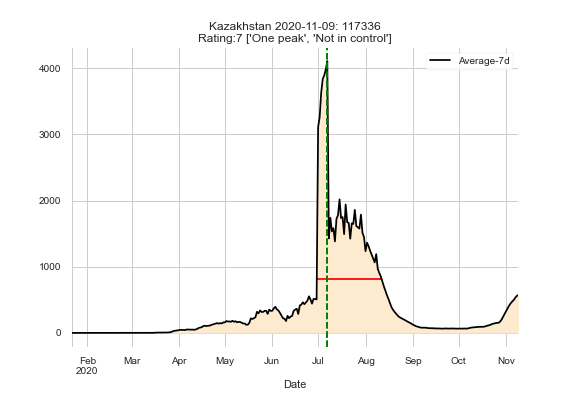 Kazakhstan 2020-11-09: 117336
Rating:7 ['One peak', 'Not in control']
Average-7d
4000
3000
2000
1000
0
Feb Mar Apr May Jun Jul Aug Sep Oct Nov
2020
Date